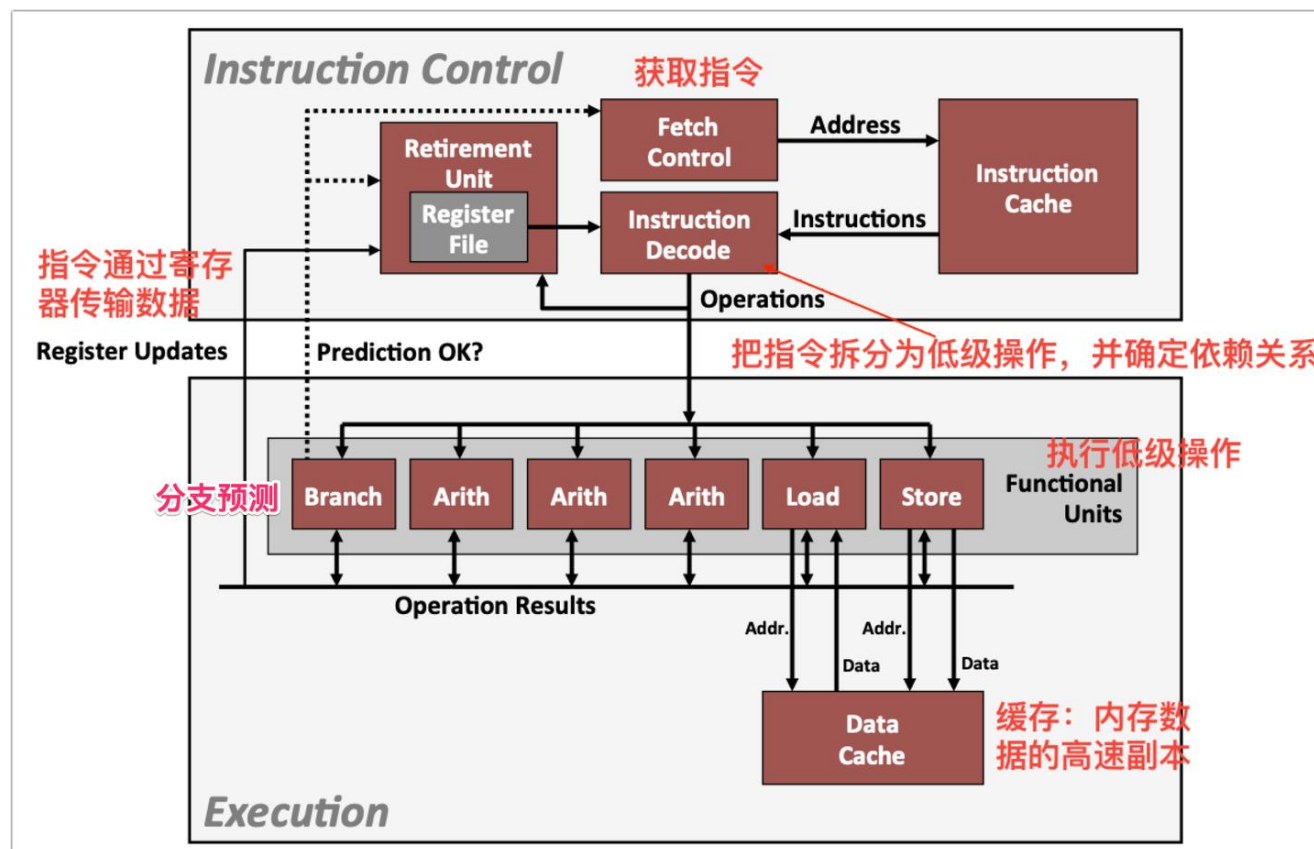 Instruction Control
获取指令
Fetch
Control
Address
Instruction
Cache
Retirement
Unit
Register
File
Instruction
Decode
Instructions
Operations
指令通过寄存
器传输数据
Register Updates
Prediction OK?
把指令拆分为低级操作，并确定依赖关系
执行低级操作
分支预测
Branch
Arith
Arith
Arith
Load
Store
Functional
Units
Operation Results
Addr.
Addr.
Data
Data
Data
Cache
缓存：内存数
据的高速副本
Execution